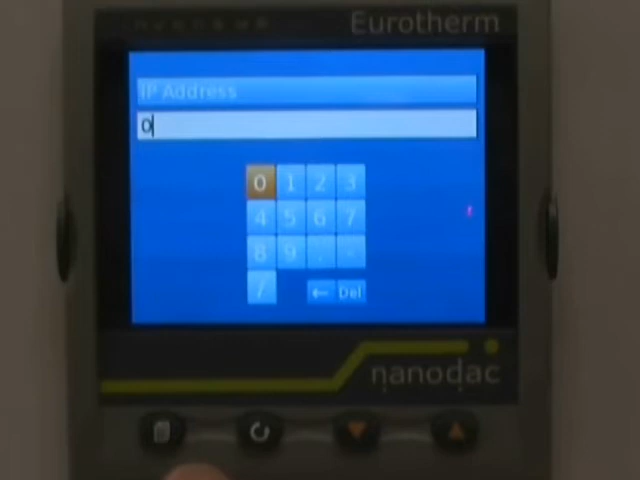 Eurotherm
IP Address
0
0 1 2 3
4 5 6 7
8 9 . -
/ ← Del
nanodac